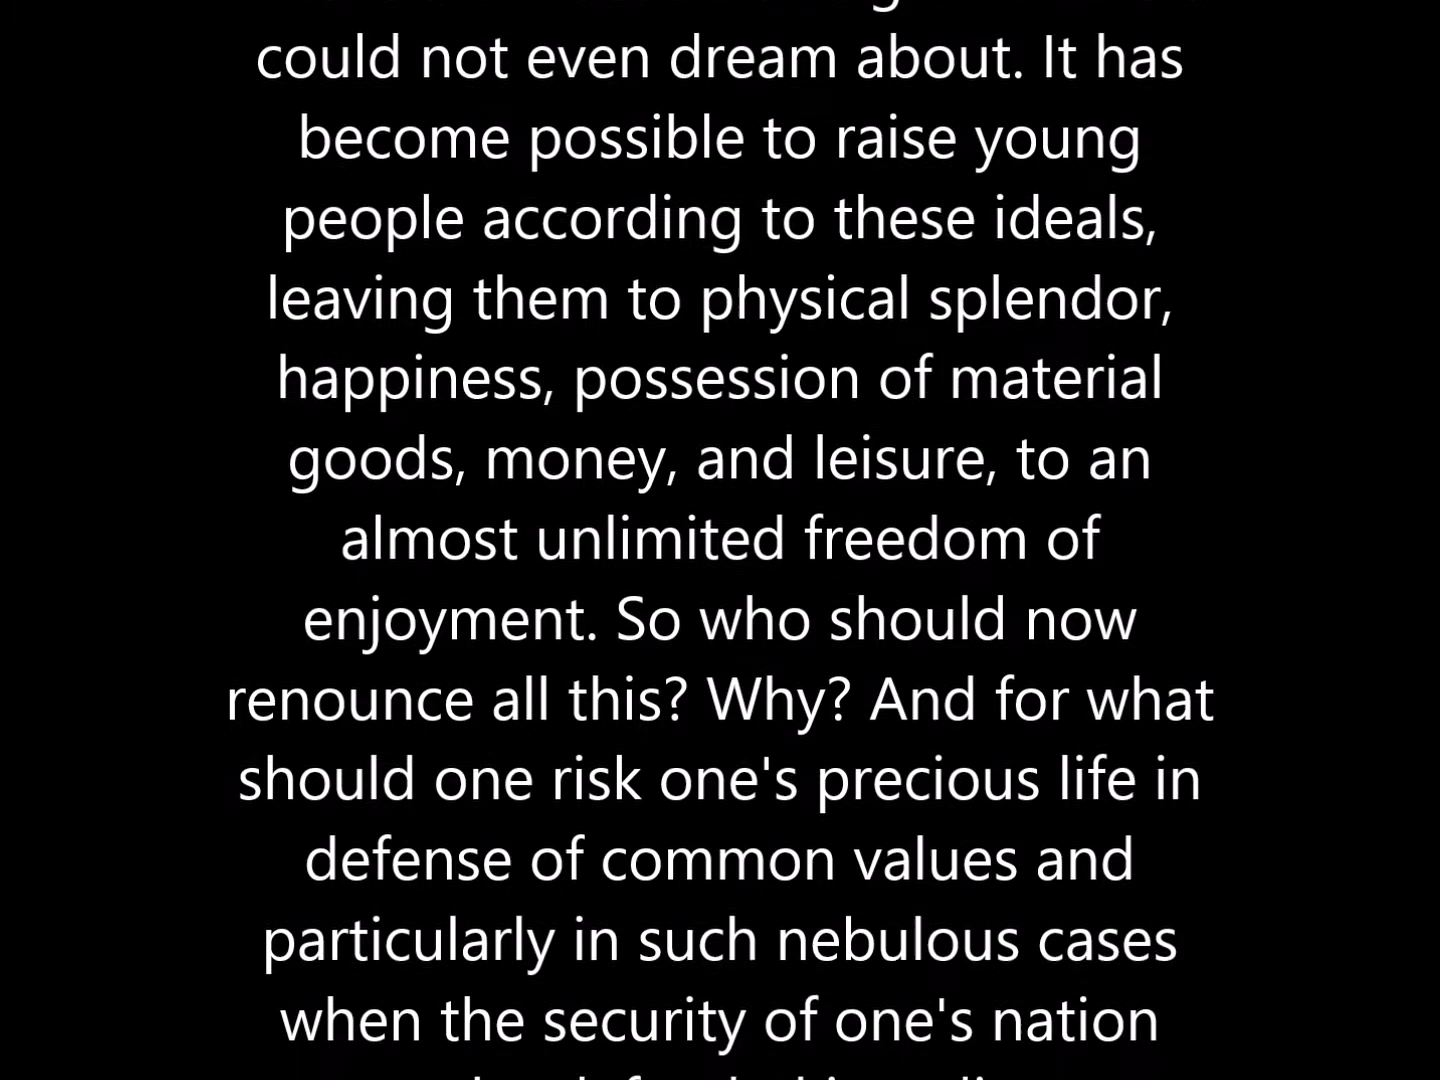 could not even dream about. It has
become possible to raise young
people according to these ideals,
leaving them to physical splendor,
happiness, possession of material
goods, money, and leisure, to an
almost unlimited freedom of
enjoyment. So who should now
renounce all this? Why? And for what
should one risk one's precious life in
defense of common values and
particularly in such nebulous cases
when the security of one's nation